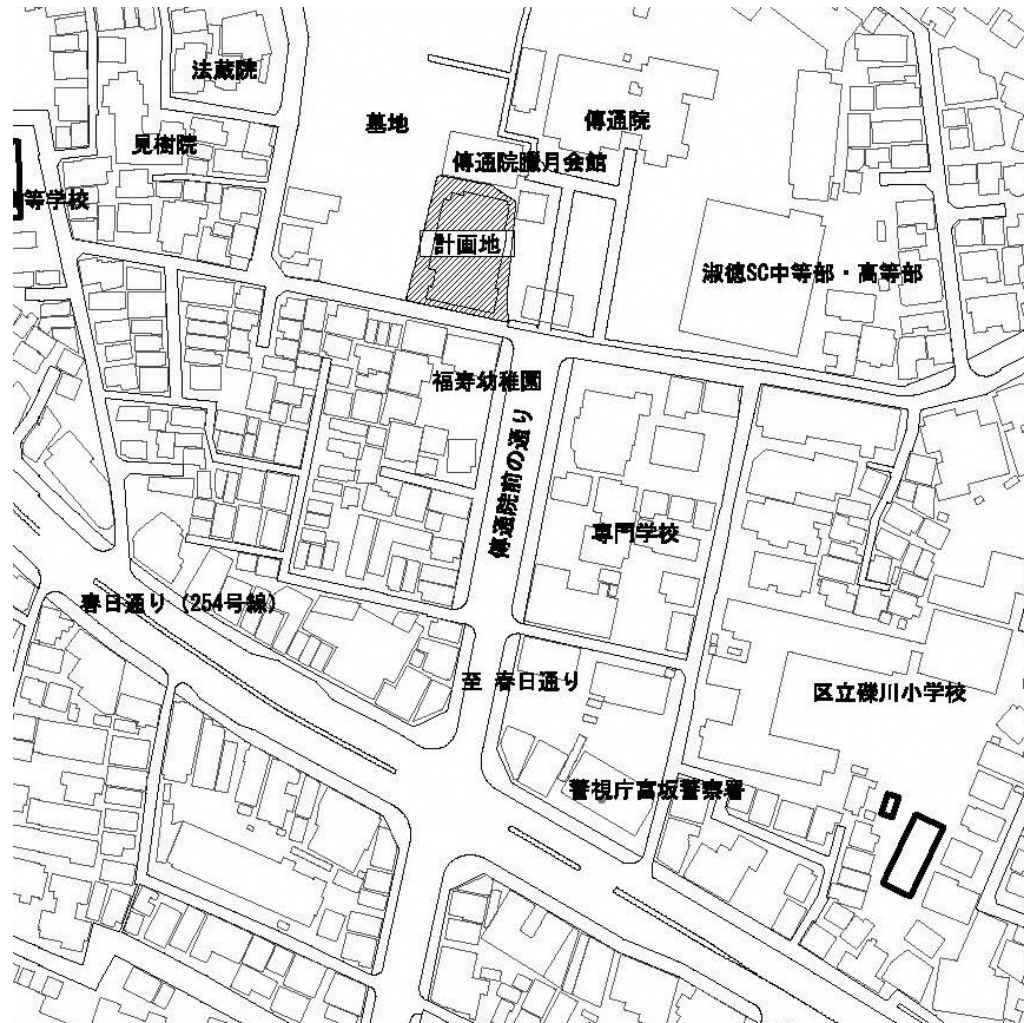 法蔵院
墓地
傳通院
見樹院
傳通院朧月会館
等学校
計画地
淑徳SC中等部・高等部
福寿幼稚園
傳通院前の通り
専門学校
春日通り（254号線）
至 春日通り
区立礫川小学校
警視庁富坂警察署